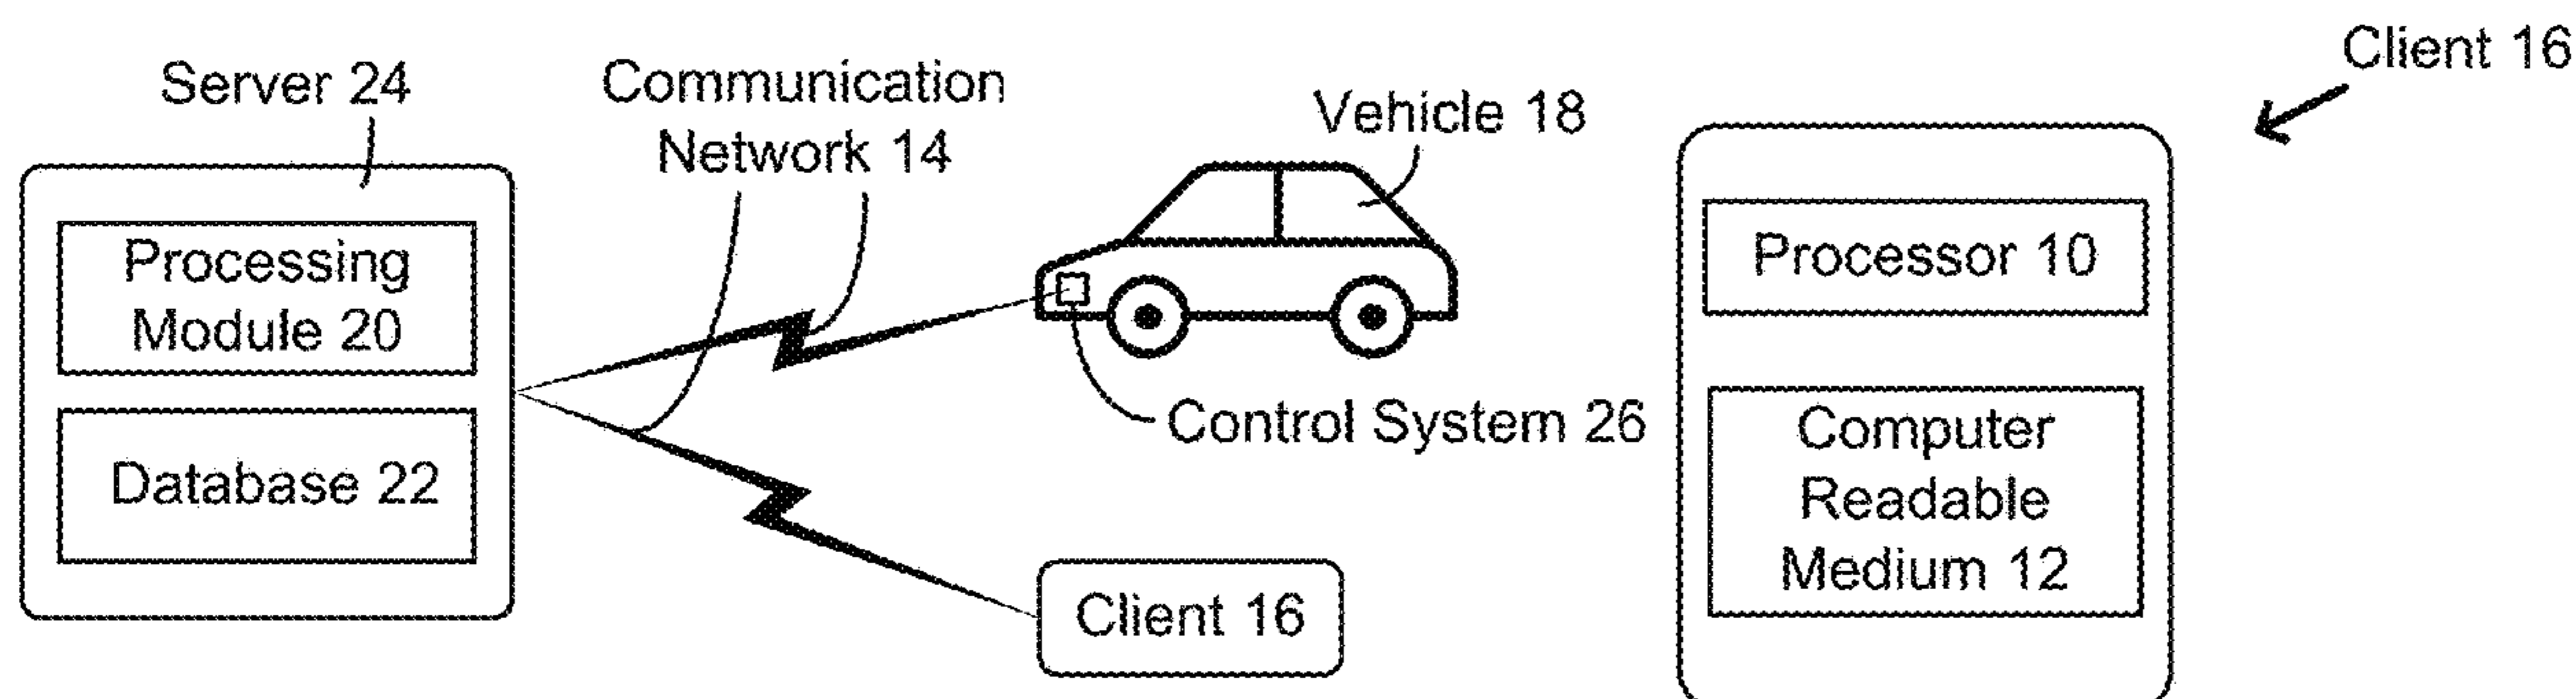 Server 24
Processing
Module 20
Database 22
Communication
Network 14
Vehicle 18
Control System 26
Client 16
Client 16
Processor 10
Computer
Readable
Medium 12